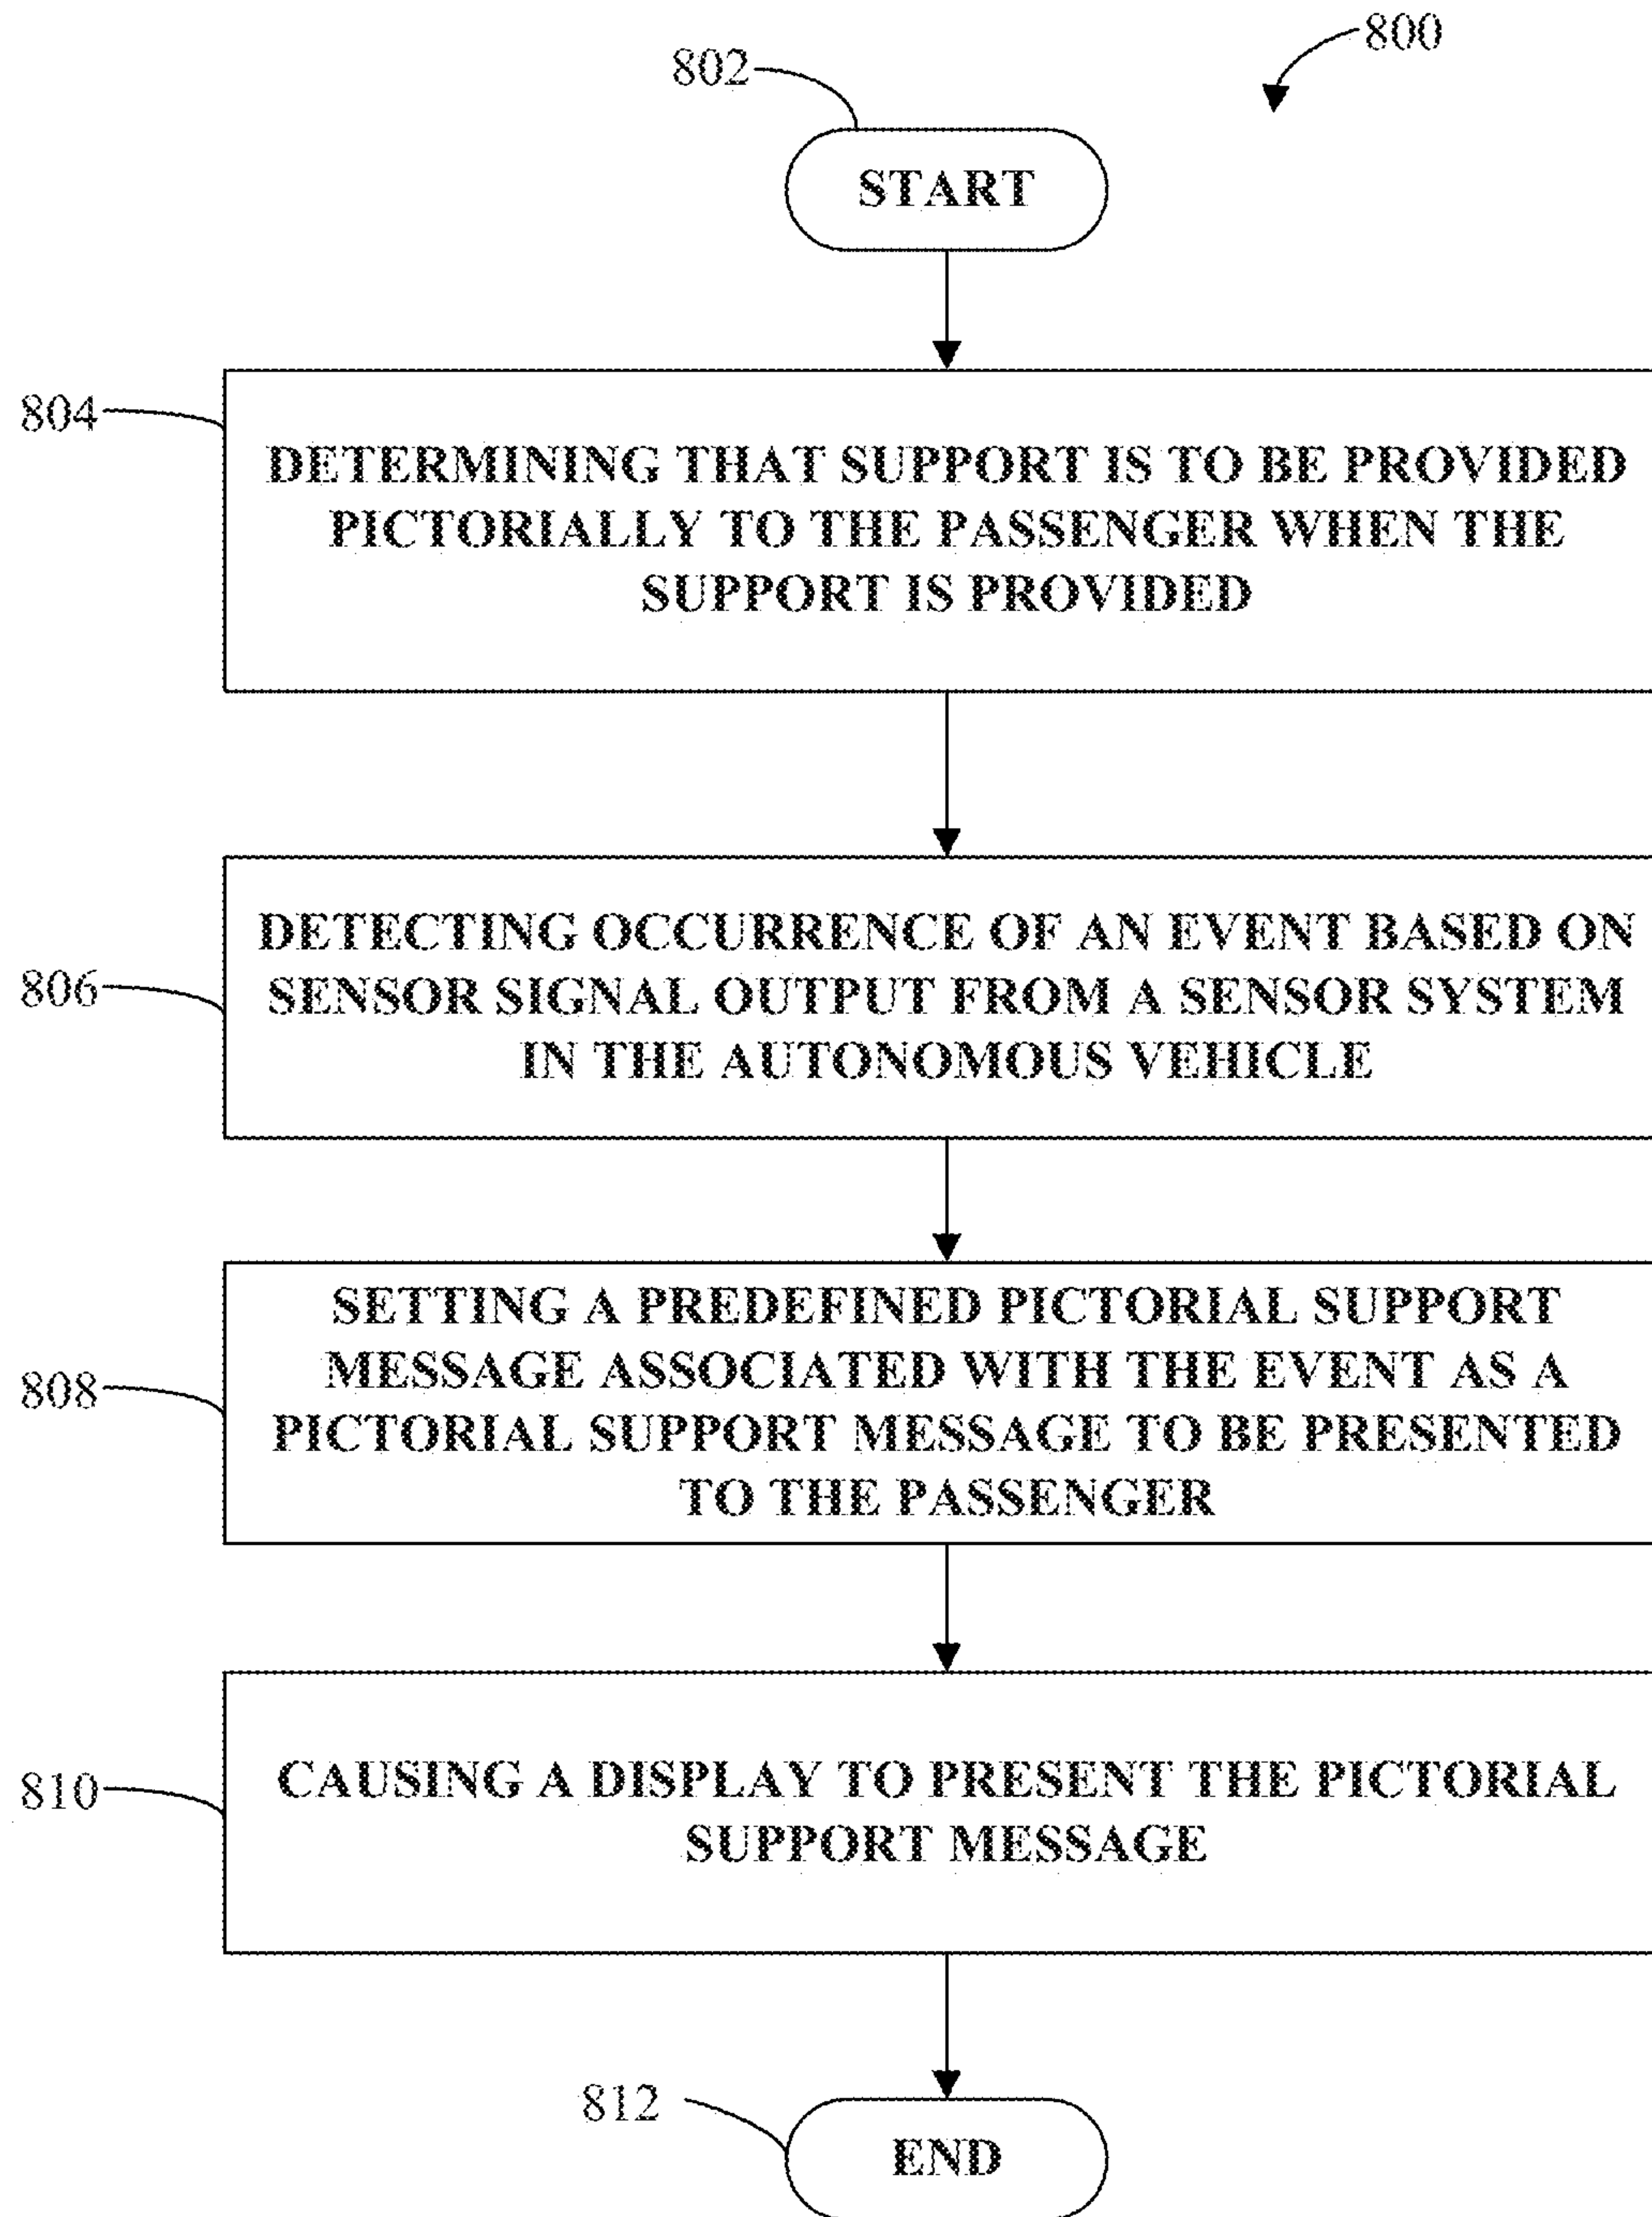 800
802
START
804
DETERMINING THAT SUPPORT IS TO BE PROVIDED
PICTORIALLY TO THE PASSENGER WHEN THE
SUPPORT IS PROVIDED
806
DETECTING OCCURRENCE OF AN EVENT BASED ON
SENSOR SIGNAL OUTPUT FROM A SENSOR SYSTEM
IN THE AUTONOMOUS VEHICLE
808
SETTING A PREDEFINED PICTORIAL SUPPORT
MESSAGE ASSOCIATED WITH THE EVENT AS A
PICTORIAL SUPPORT MESSAGE TO BE PRESENTED
TO THE PASSENGER
810
CAUSING A DISPLAY TO PRESENT THE PICTORIAL
SUPPORT MESSAGE
812
END